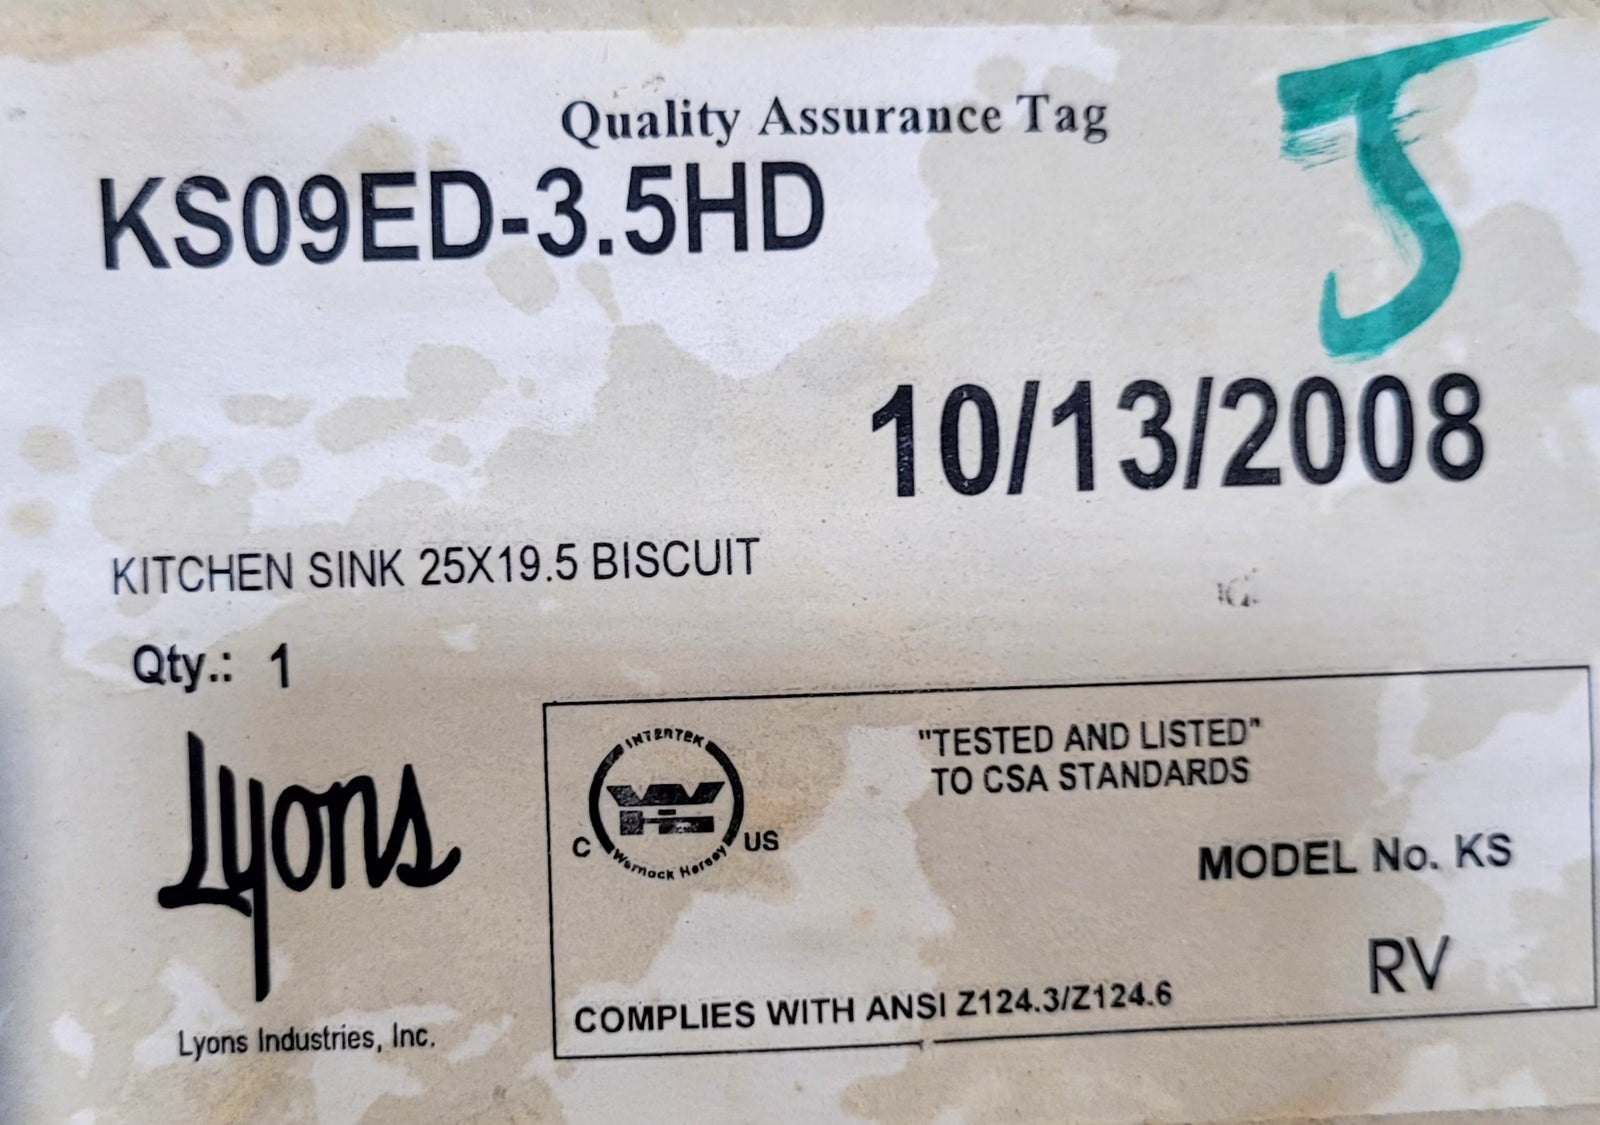 Quality Assurance Tag
KS09ED-3.5HD
10/13/2008
KITCHEN SINK 25X19.5 BISCUIT
Qty.: 1
Lyons
Lyons Industries, Inc.
INTERTEK
WH
C US
Warnock Hersey
"TESTED AND LISTED"
TO CSA STANDARDS
MODEL No. KS
RV
COMPLIES WITH ANSI Z124.3/Z124.6